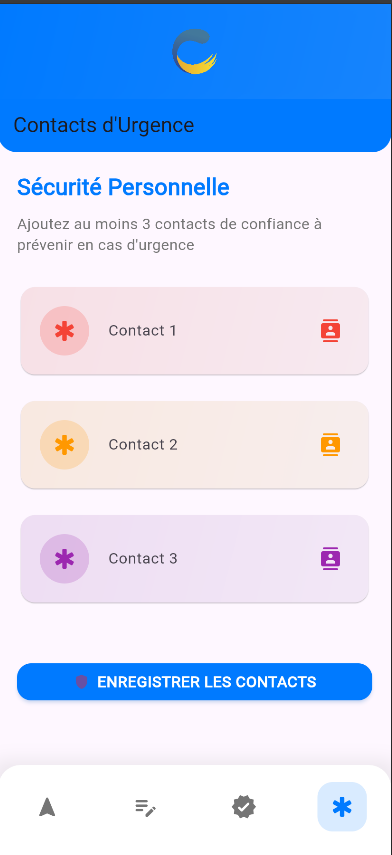 Contacts d'Urgence
Sécurité Personnelle
Ajoutez au moins 3 contacts de confiance à
prévenir en cas d'urgence
Contact 1
Contact 2
Contact 3
ENREGISTRER LES CONTACTS